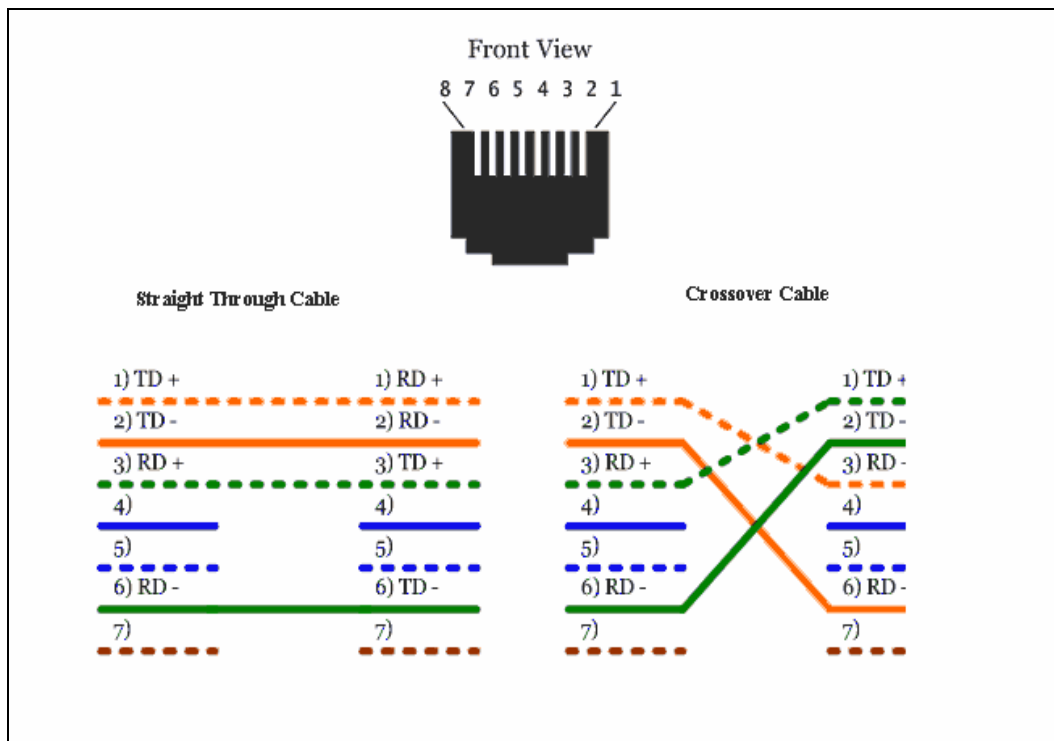 Front View
8 7 6 5 4 3 2 1
Straight Through Cable
Crossover Cable
1) TD + 1) RD +
2) TD - 2) RD -
3) RD + 3) TD +
4) 4)
5) 5)
6) RD - 6) TD -
7) 7)
1) TD + 1) TD +
2) TD - 2) TD -
3) RD + 3) RD -
4) 4)
5) 5)
6) RD - 6) RD -
7) 7)